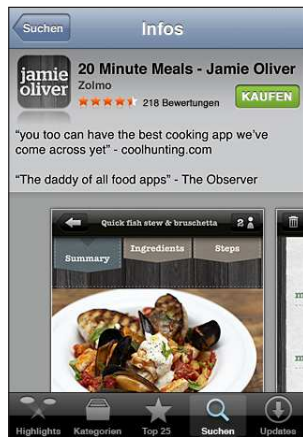 Suchen
Infos
jamie
oliver
20 Minute Meals - Jamie Oliver
Zolmo
218 Bewertungen
KAUFEN
“you too can have the best cooking app we’ve
come across yet” - coolhunting.com
“The daddy of all food apps” - The Observer
Quick fish stew & bruschetta 2
Summary
Ingredients
Steps
Highlights
Kategorien
Top 25
Suchen
Updates